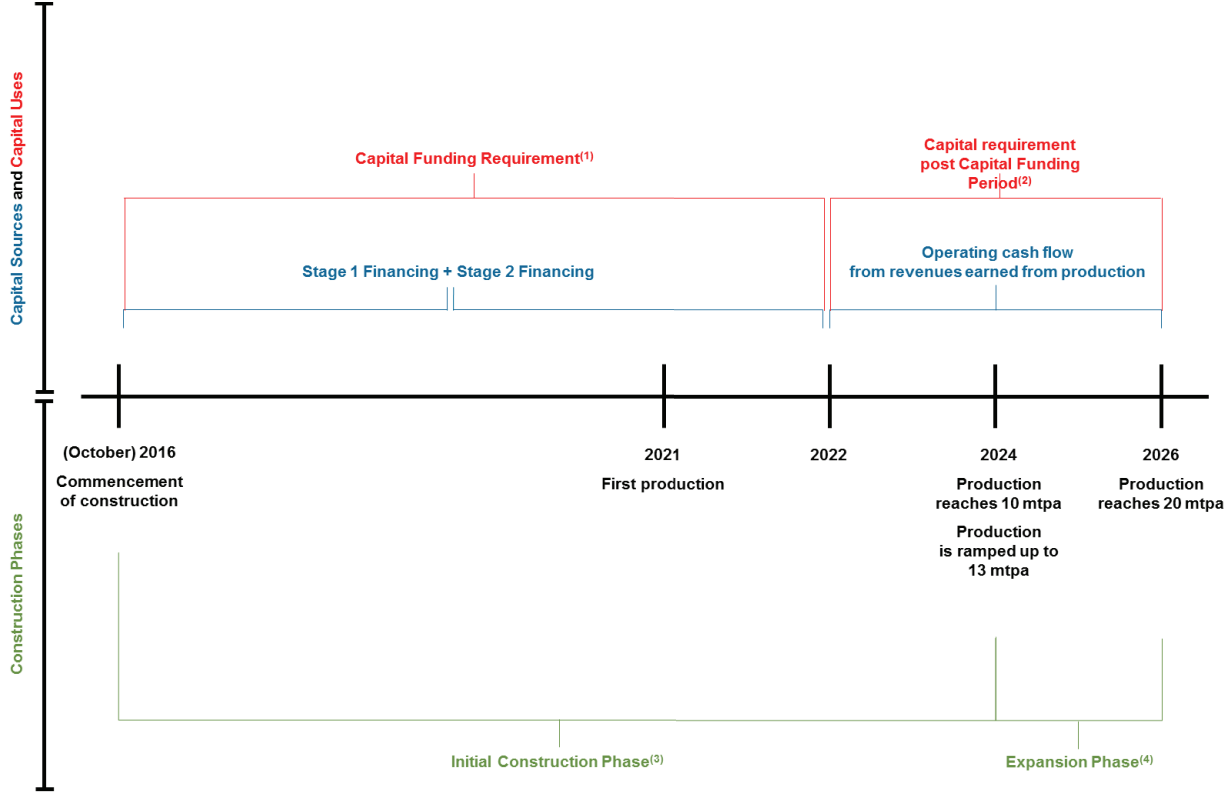 Capital Sources and Capital Uses
Capital Funding Requirement(1)
Capital requirement
post Capital Funding
Period(2)
Stage 1 Financing + Stage 2 Financing
Operating cash flow
from revenues earned from production
(October) 2016
Commencement
of construction
2021
First production
2022
2024
Production
reaches 10 mtpa
Production
is ramped up to
13 mtpa
2026
Production
reaches 20 mtpa
Construction Phases
Initial Construction Phase(3)
Expansion Phase(4)